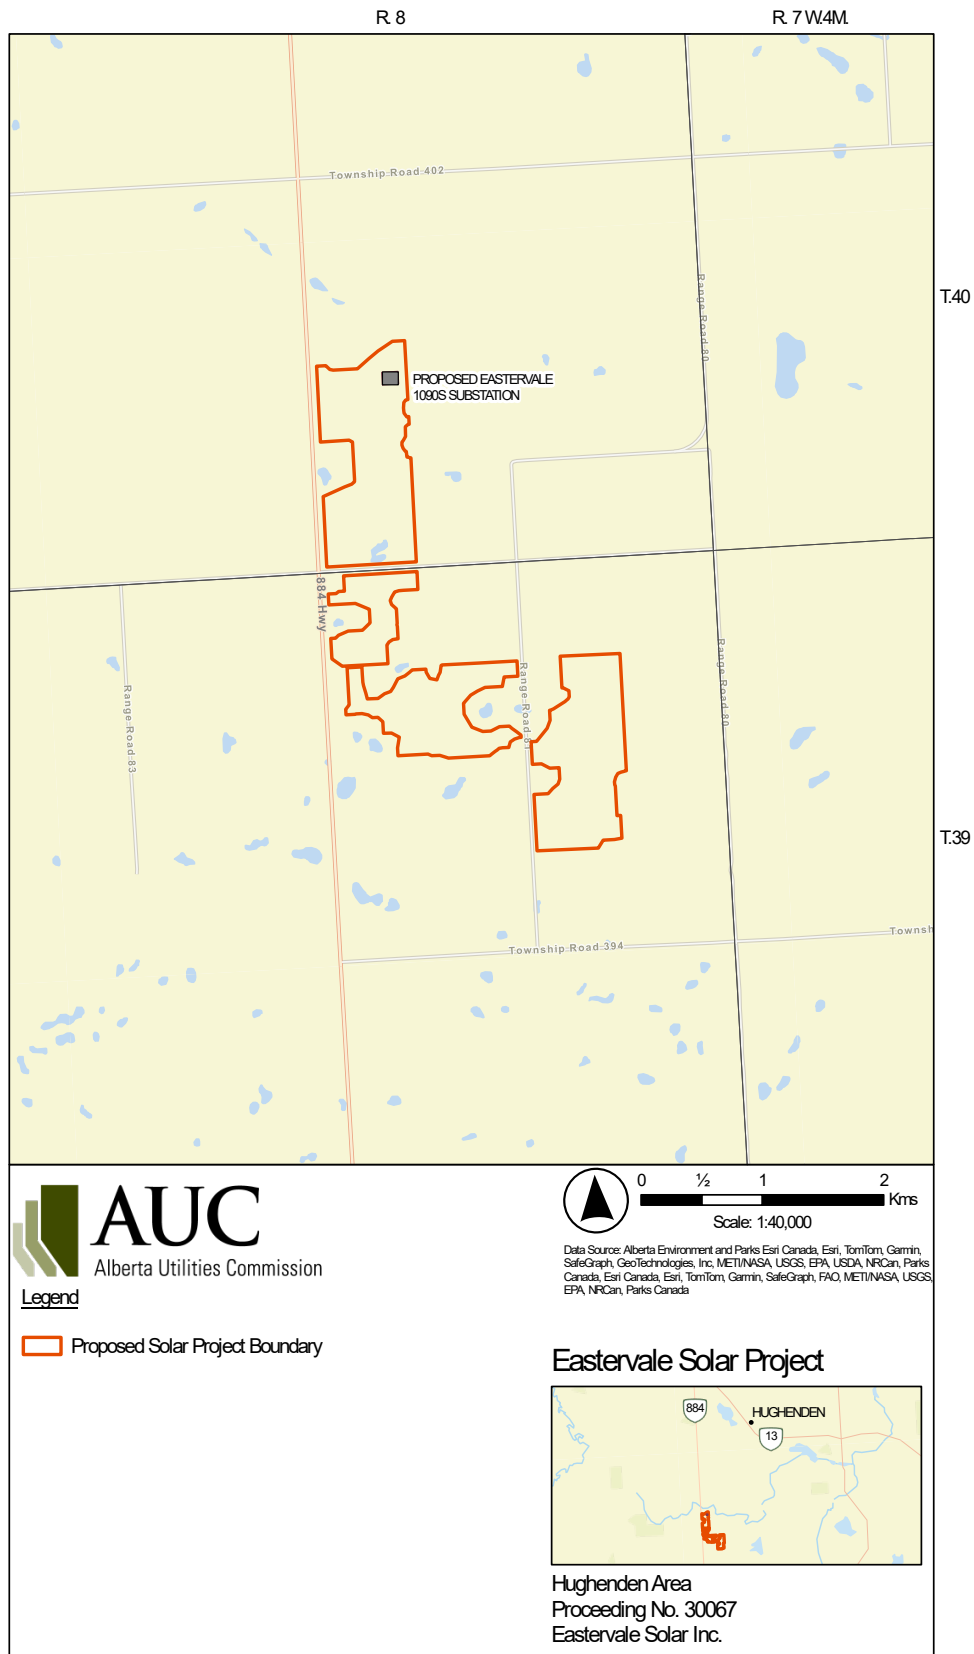 R. 8
R. 7 W.4M.
Township Road 402
Range Road 80
T.40
PROPOSED EASTERVALE
1090S SUBSTATION
884 Hwy
Range Road 83
Range Road 81
Range Road 80
T.39
Township Road 394
Townsh
AUC
Alberta Utilities Commission
Legend
Proposed Solar Project Boundary
0 ½ 1 2
Kms
Scale: 1:40,000
Data Source: Alberta Environment and Parks Esri Canada, Esri, TomTom, Garmin,
SafeGraph, GeoTechnologies, Inc, METI/NASA, USGS, EPA, USDA, NRCan, Parks
Canada, Esri Canada, Esri, TomTom, Garmin, SafeGraph, FAO, METI/NASA, USGS,
EPA, NRCan, Parks Canada
Eastervale Solar Project
884
HUGHENDEN
13
Hughenden Area
Proceeding No. 30067
Eastervale Solar Inc.